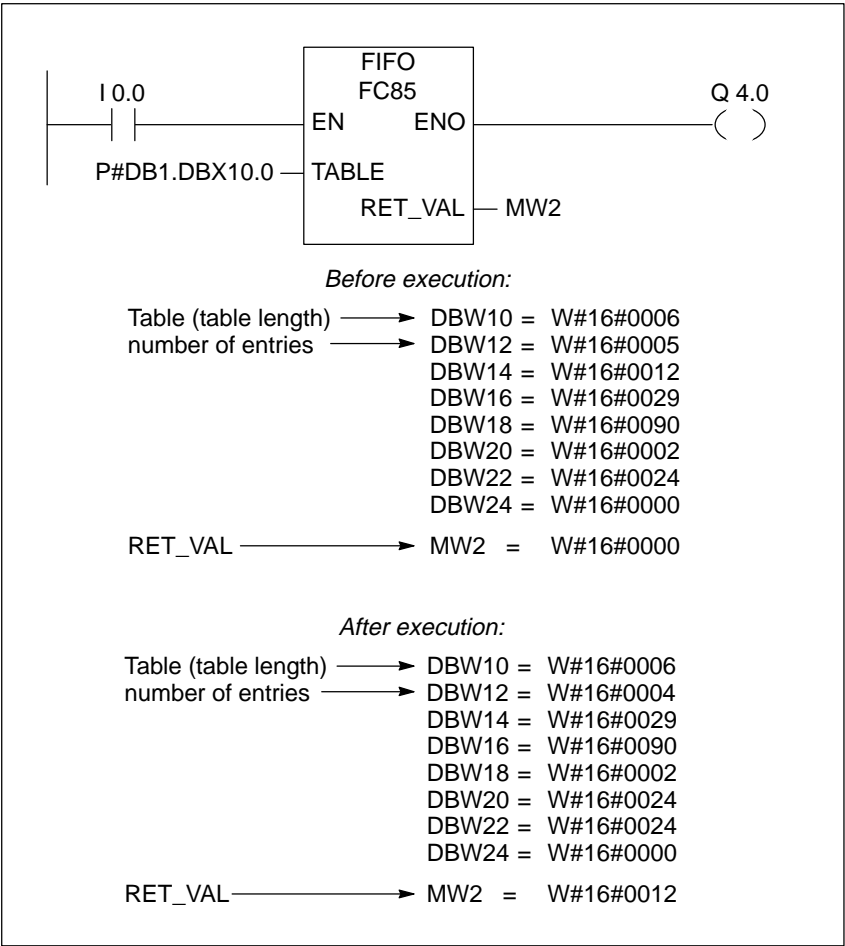 FIFO
FC85
I 0.0
Q 4.0
EN ENO
P#DB1.DBX10.0 TABLE
RET_VAL MW2
Before execution:
Table (table length) DBW10 = W#16#0006
number of entries DBW12 = W#16#0005
DBW14 = W#16#0012
DBW16 = W#16#0029
DBW18 = W#16#0090
DBW20 = W#16#0002
DBW22 = W#16#0024
DBW24 = W#16#0000
RET_VAL MW2 = W#16#0000
After execution:
Table (table length) DBW10 = W#16#0006
number of entries DBW12 = W#16#0004
DBW14 = W#16#0029
DBW16 = W#16#0090
DBW18 = W#16#0002
DBW20 = W#16#0024
DBW22 = W#16#0024
DBW24 = W#16#0000
RET_VAL MW2 = W#16#0012